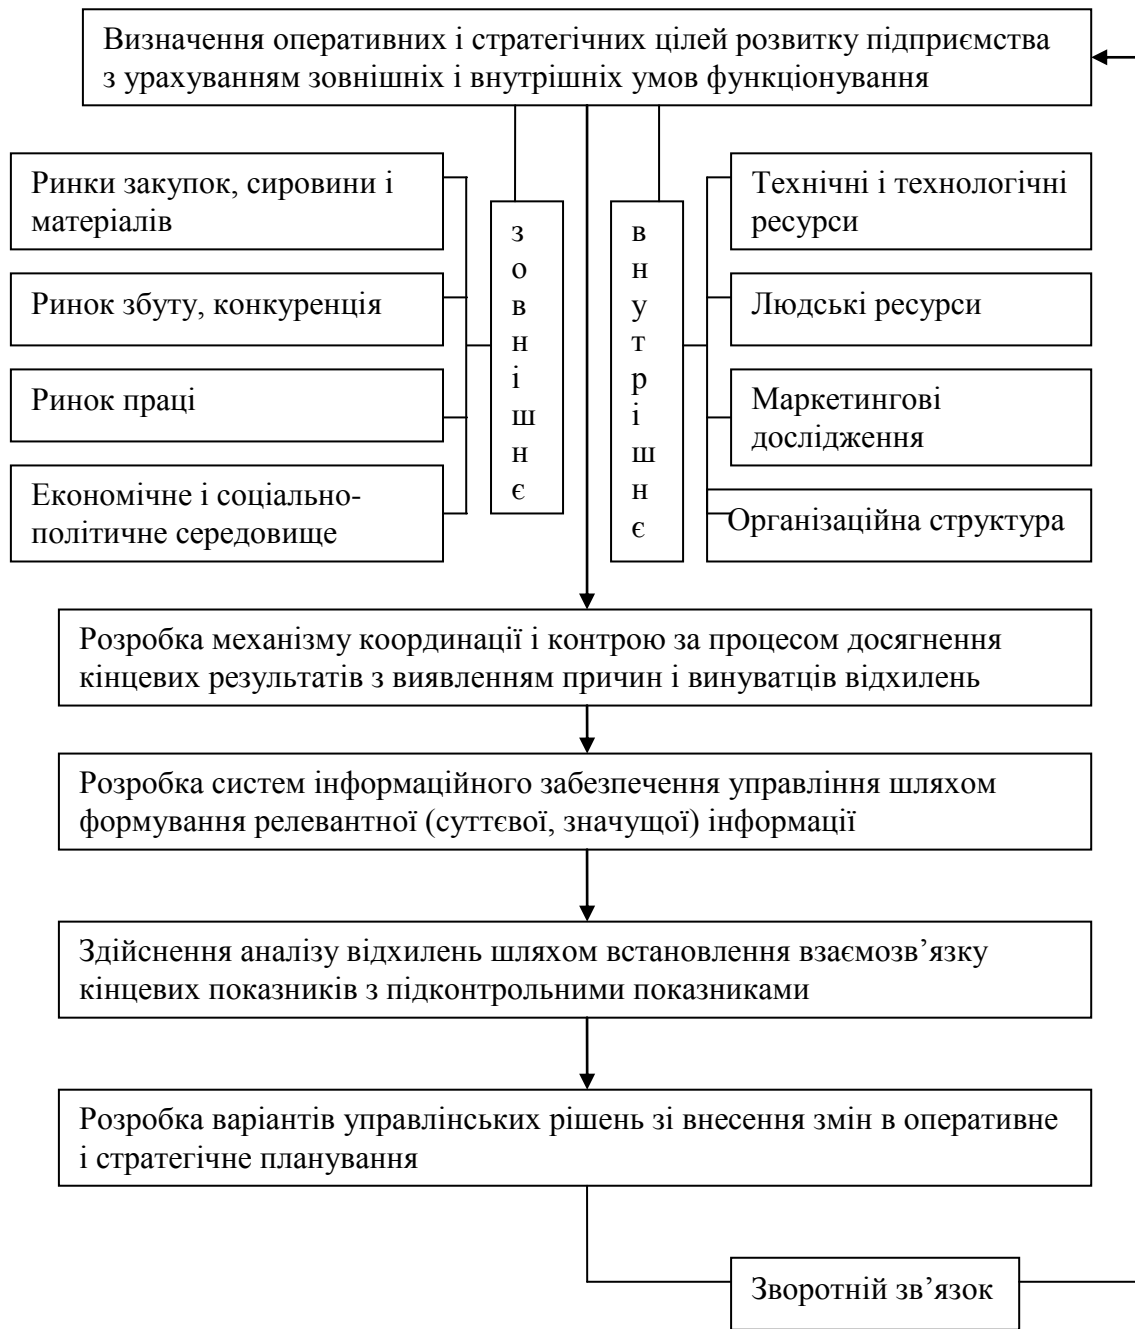 Визначення оперативних і стратегічних цілей розвитку підприємства
з урахуванням зовнішніх і внутрішніх умов функціонування
Ринки закупок, сировини і
матеріалів
Ринок збуту, конкуренція
Ринок праці
Економічне і соціально-
політичне середовище
зовнішнє
внутрішнє
Технічні і технологічні
ресурси
Людські ресурси
Маркетингові
дослідження
Організаційна структура
Розробка механізму координації і контрою за процесом досягнення
кінцевих результатів з виявленням причин і винуватців відхилень
Розробка систем інформаційного забезпечення управління шляхом
формування релевантної (суттєвої, значущої) інформації
Здійснення аналізу відхилень шляхом встановлення взаємозв’язку
кінцевих показників з підконтрольними показниками
Розробка варіантів управлінських рішень зі внесення змін в оперативне
і стратегічне планування
Зворотній зв’язок